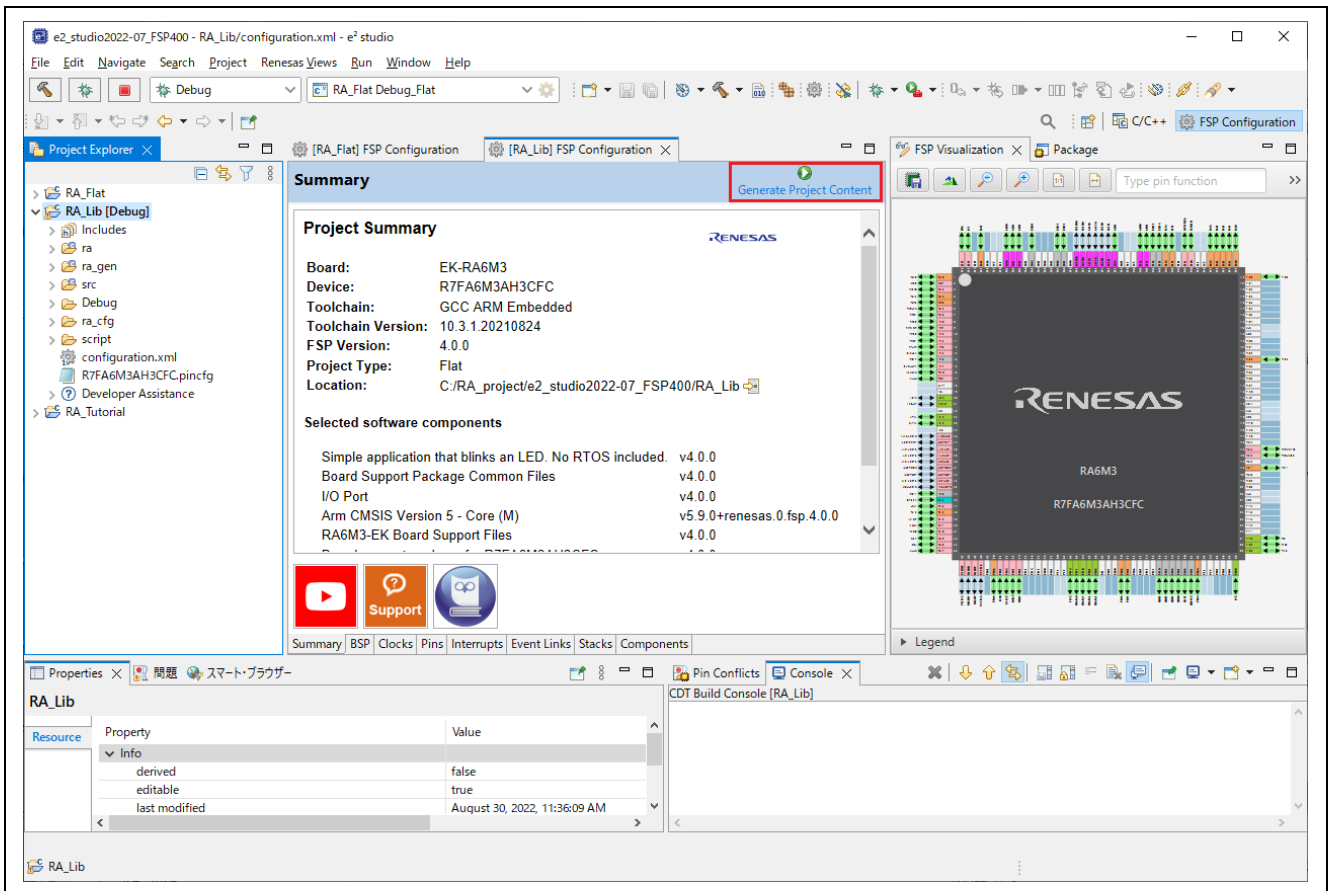 e2_studio2022-07_FSP400 - RA_Lib/configuration.xml - e² studio
File Edit Navigate Search Project Renesas Views Run Window Help
Debug
RA_Flat Debug_Flat
C/C++
FSP Configuration
Project Explorer
RA_Flat
RA_Lib [Debug]
Includes
ra
ra_gen
src
Debug
ra_cfg
script
configuration.xml
R7FA6M3AH3CFC.pincfg
Developer Assistance
RA_Tutorial
[RA_Flat] FSP Configuration
[RA_Lib] FSP Configuration
Summary
Generate Project Content
Project Summary
RENESAS
Board: EK-RA6M3
Device: R7FA6M3AH3CFC
Toolchain: GCC ARM Embedded
Toolchain Version: 10.3.1.20210824
FSP Version: 4.0.0
Project Type: Flat
Location: C:/RA_project/e2_studio2022-07_FSP400/RA_Lib
Selected software components
Simple application that blinks an LED. No RTOS included. v4.0.0
Board Support Package Common Files v4.0.0
I/O Port v4.0.0
Arm CMSIS Version 5 - Core (M) v5.9.0+renesas.0.fsp.4.0.0
RA6M3-EK Board Support Files v4.0.0
Support
Summary BSP Clocks Pins Interrupts Event Links Stacks Components
FSP Visualization
Package
Type pin function
RENESAS
RA6M3
R7FA6M3AH3CFC
Legend
Properties
問題
スマート・ブラウザー
RA_Lib
Resource
Property Value
Info
derived false
editable true
last modified August 30, 2022, 11:36:09 AM
Pin Conflicts
Console
CDT Build Console [RA_Lib]
RA_Lib